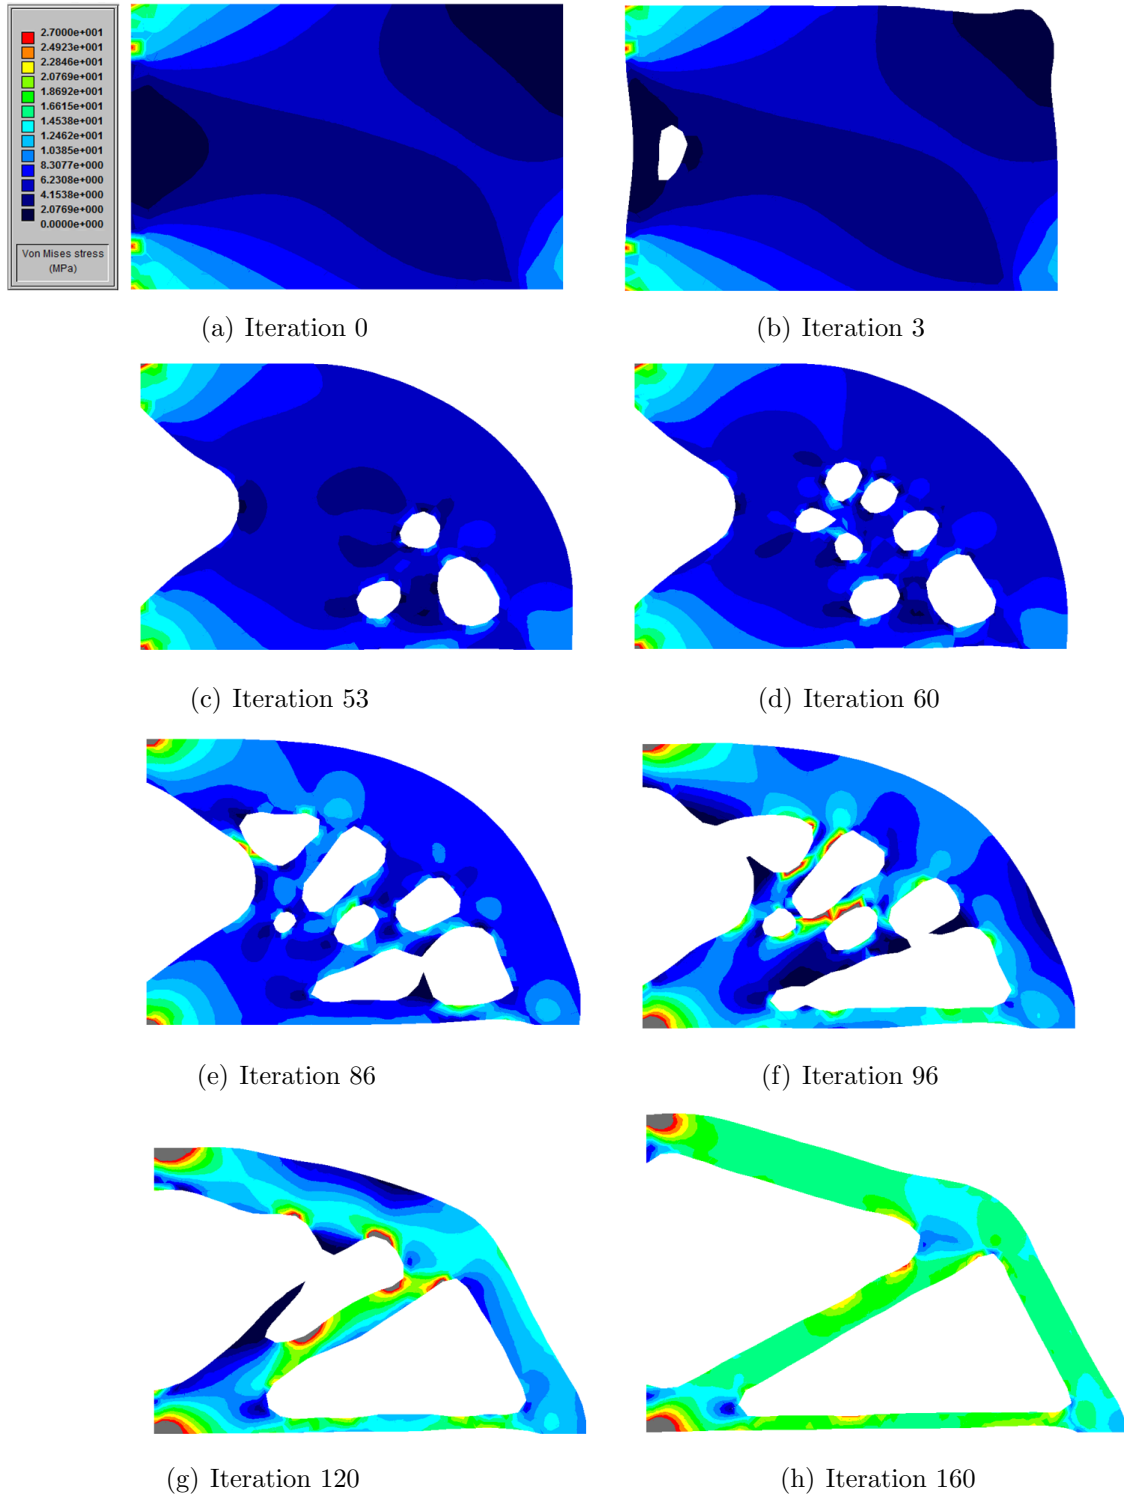 2.7000e+001
2.4923e+001
2.2846e+001
2.0769e+001
1.8692e+001
1.6615e+001
1.4538e+001
1.2462e+001
1.0385e+001
8.3077e+000
6.2308e+000
4.1538e+000
2.0769e+000
0.0000e+000
Von Mises stress
(MPa)
(a) Iteration 0
(b) Iteration 3
(c) Iteration 53
(d) Iteration 60
(e) Iteration 86
(f) Iteration 96
(g) Iteration 120
(h) Iteration 160